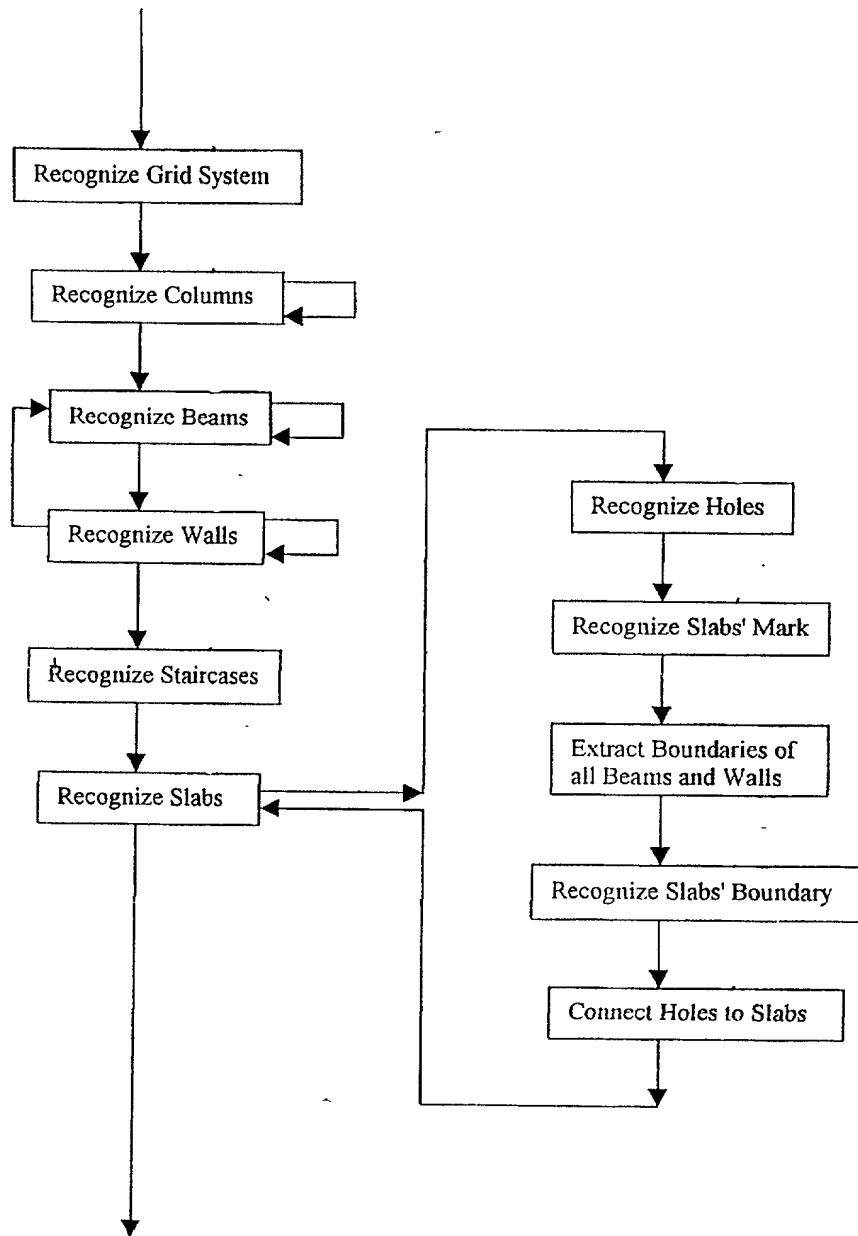 Recognize Grid System
Recognize Columns
Recognize Beams
Recognize Walls
Recognize Staircases
Recognize Slabs
Recognize Holes
Recognize Slabs' Mark
Extract Boundaries of
all Beams and Walls
Recognize Slabs' Boundary
Connect Holes to Slabs